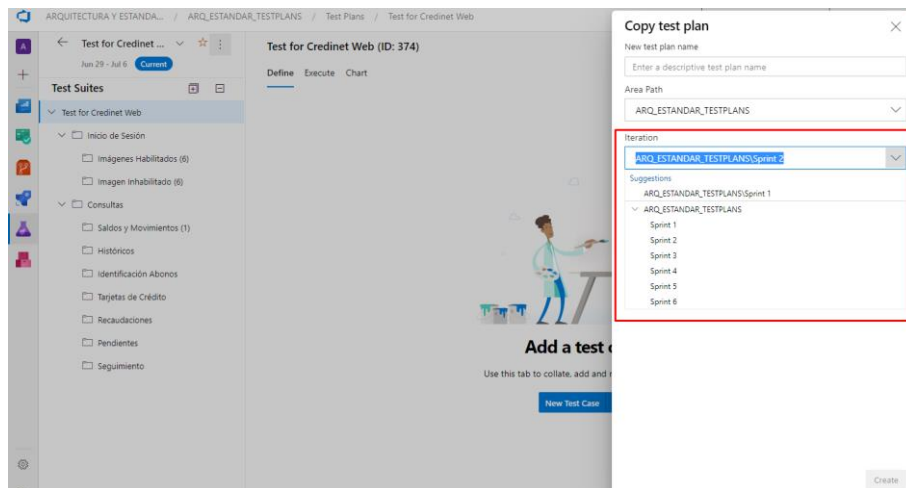 ARQUITECTURA Y ESTANDA... / ARQ_ESTANDAR_TESTPLANS / Test Plans / Test for Credinet Web
A
Test for Credinet ...
Jun 29 - Jul 6 Current
Test Suites
Test for Credinet Web
Inicio de Sesión
Imágenes Habilitados (6)
Imagen Inhabilitado (6)
Consultas
Saldos y Movimientos (1)
Históricos
Identificación Abonos
Tarjetas de Crédito
Recaudaciones
Pendientes
Seguimiento
Test for Credinet Web (ID: 374)
Define Execute Chart
Add a test
Use this tab to collate, add and
New Test Case
Copy test plan
New test plan name
Enter a descriptive test plan name
Area Path
ARQ_ESTANDAR_TESTPLANS
Iteration
ARQ_ESTANDAR_TESTPLANS\Sprint 2
Suggestions
ARQ_ESTANDAR_TESTPLANS\Sprint 1
ARQ_ESTANDAR_TESTPLANS
Sprint 1
Sprint 2
Sprint 3
Sprint 4
Sprint 5
Sprint 6
Create